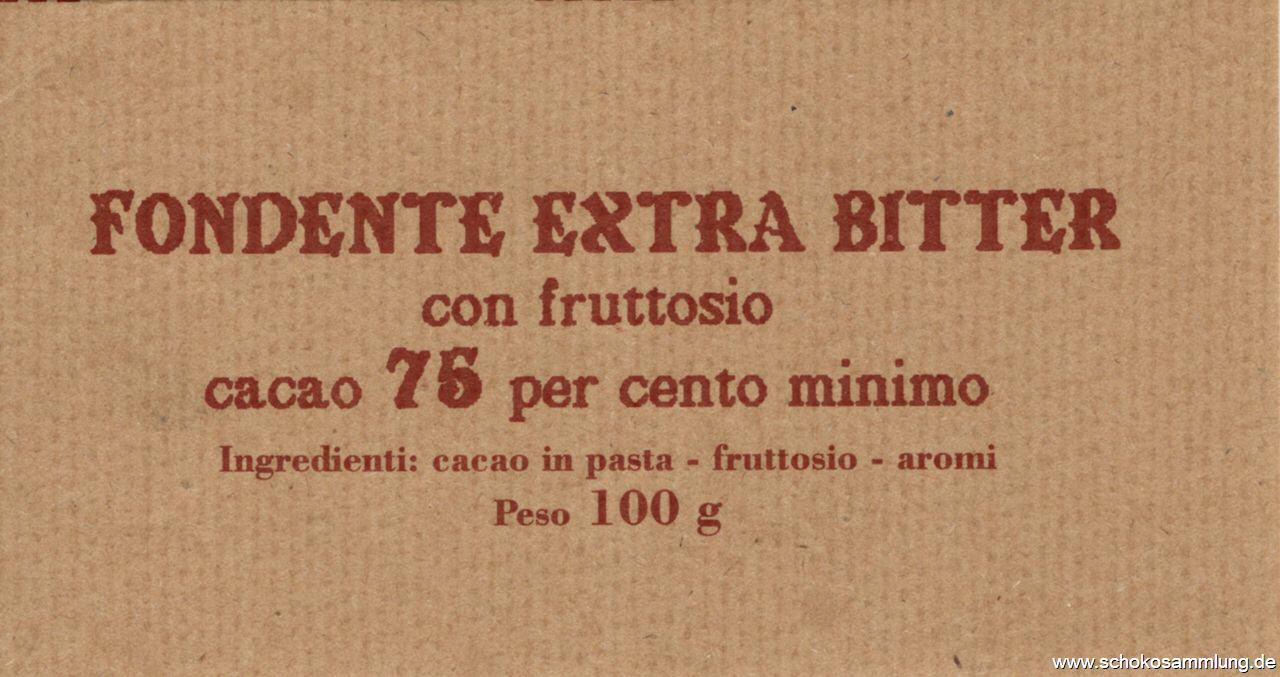 FONDENTE EXTRA BITTER
con fruttosio
cacao 75 per cento minimo
Ingredienti: cacao in pasta - fruttosio - aromi
Peso 100 g
www.schokosammlung.de